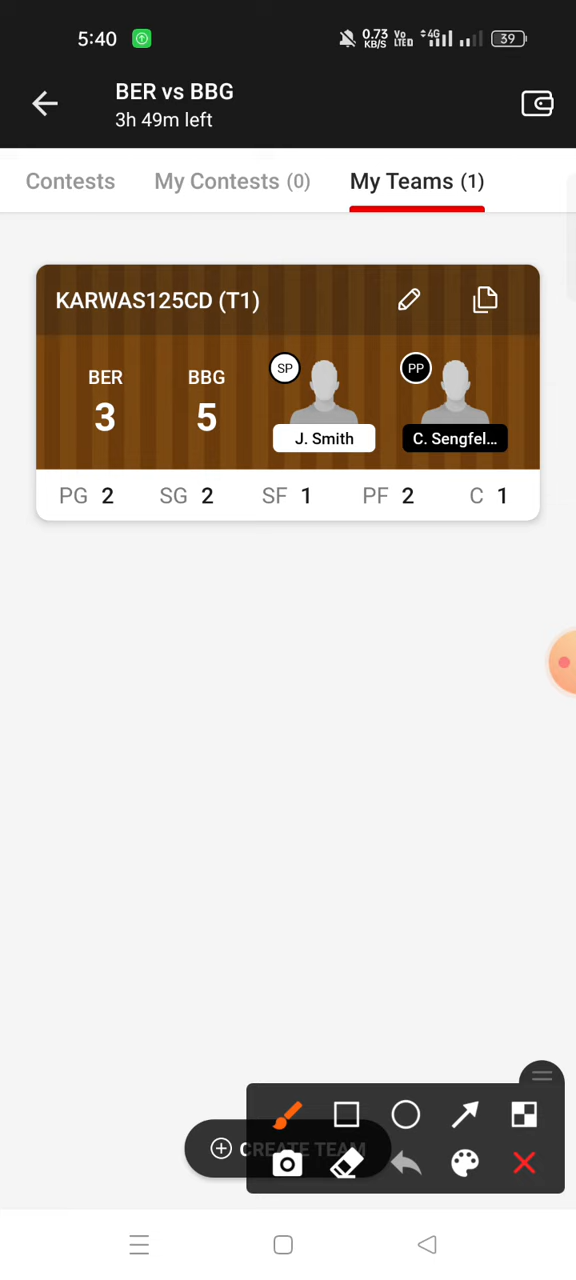 5:40 0.73 KB/S Vo LTE D 4G 39
BER vs BBG
3h 49m left
Contests My Contests (0) My Teams (1)
KARWAS125CD (T1)
SP PP
BER BBG
3 5
J. Smith C. Sengfel...
PG 2 SG 2 SF 1 PF 2 C 1
CREATE TEAM